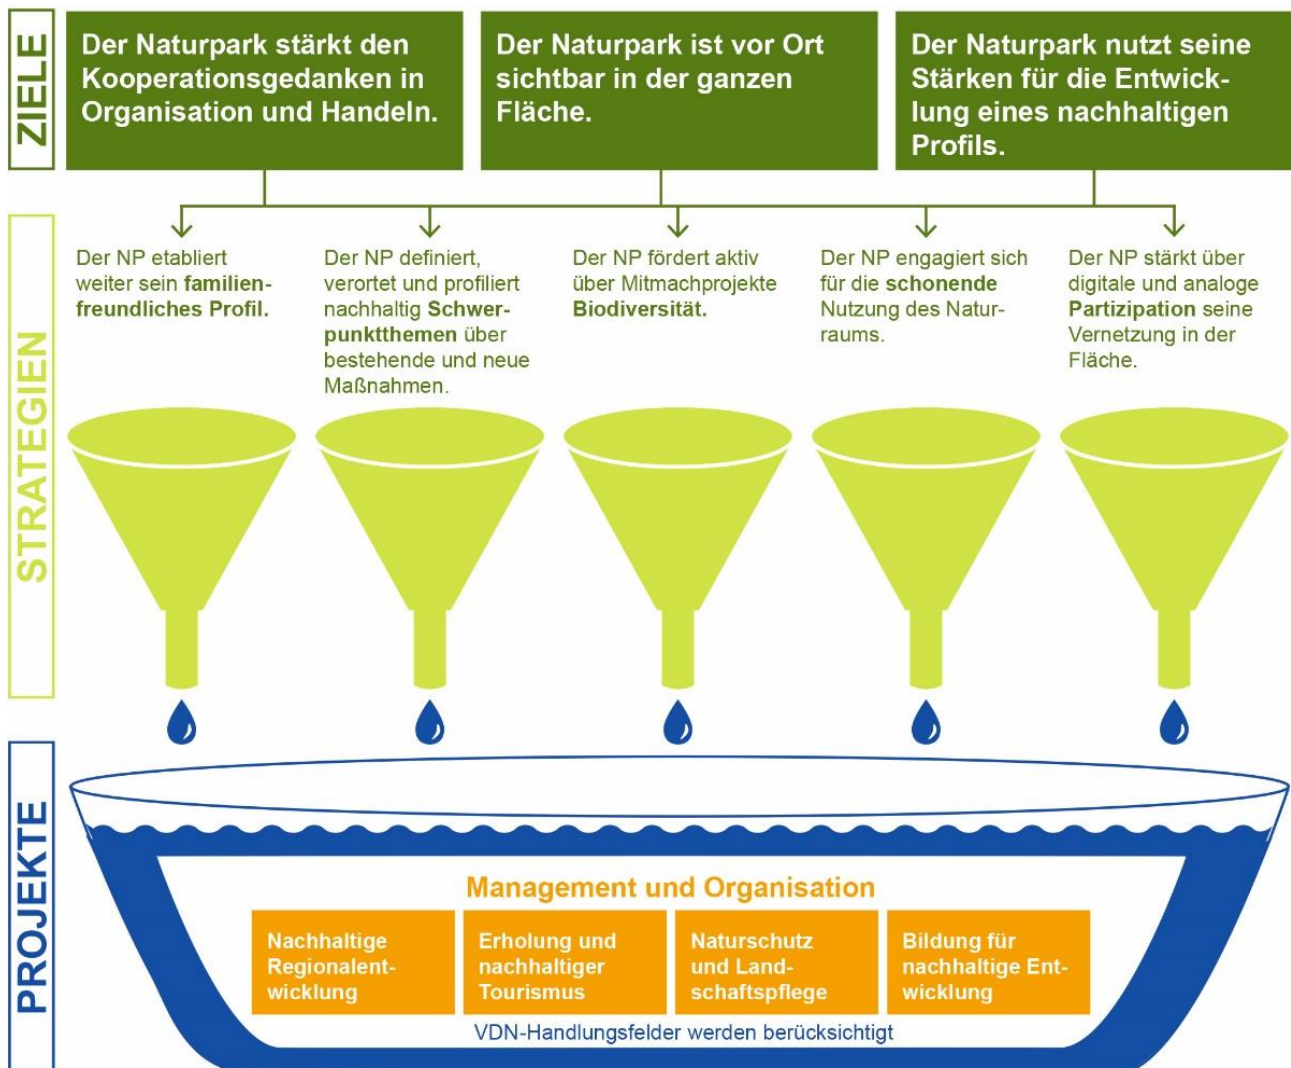 ZIELE
Der Naturpark stärkt den
Kooperationsgedanken in
Organisation und Handeln.
Der Naturpark ist vor Ort
sichtbar in der ganzen
Fläche.
Der Naturpark nutzt seine
Stärken für die Entwick-
lung eines nachhaltigen
Profils.
STRATEGIEN
Der NP etabliert
weiter sein familien-
freundliches Profil.
Der NP definiert,
verortet und profiliert
nachhaltig Schwer-
punktthemen über
bestehende und neue
Maßnahmen.
Der NP fördert aktiv
über Mitmachprojekte
Biodiversität.
Der NP engagiert sich
für die schonende
Nutzung des Natur-
raums.
Der NP stärkt über
digitale und analoge
Partizipation seine
Vernetzung in der
Fläche.
PROJEKTE
Management und Organisation
Nachhaltige
Regionalent-
wicklung
Erholung und
nachhaltiger
Tourismus
Naturschutz
und Land-
schaftspflege
Bildung für
nachhaltige Ent-
wicklung
VDN-Handlungsfelder werden berücksichtigt